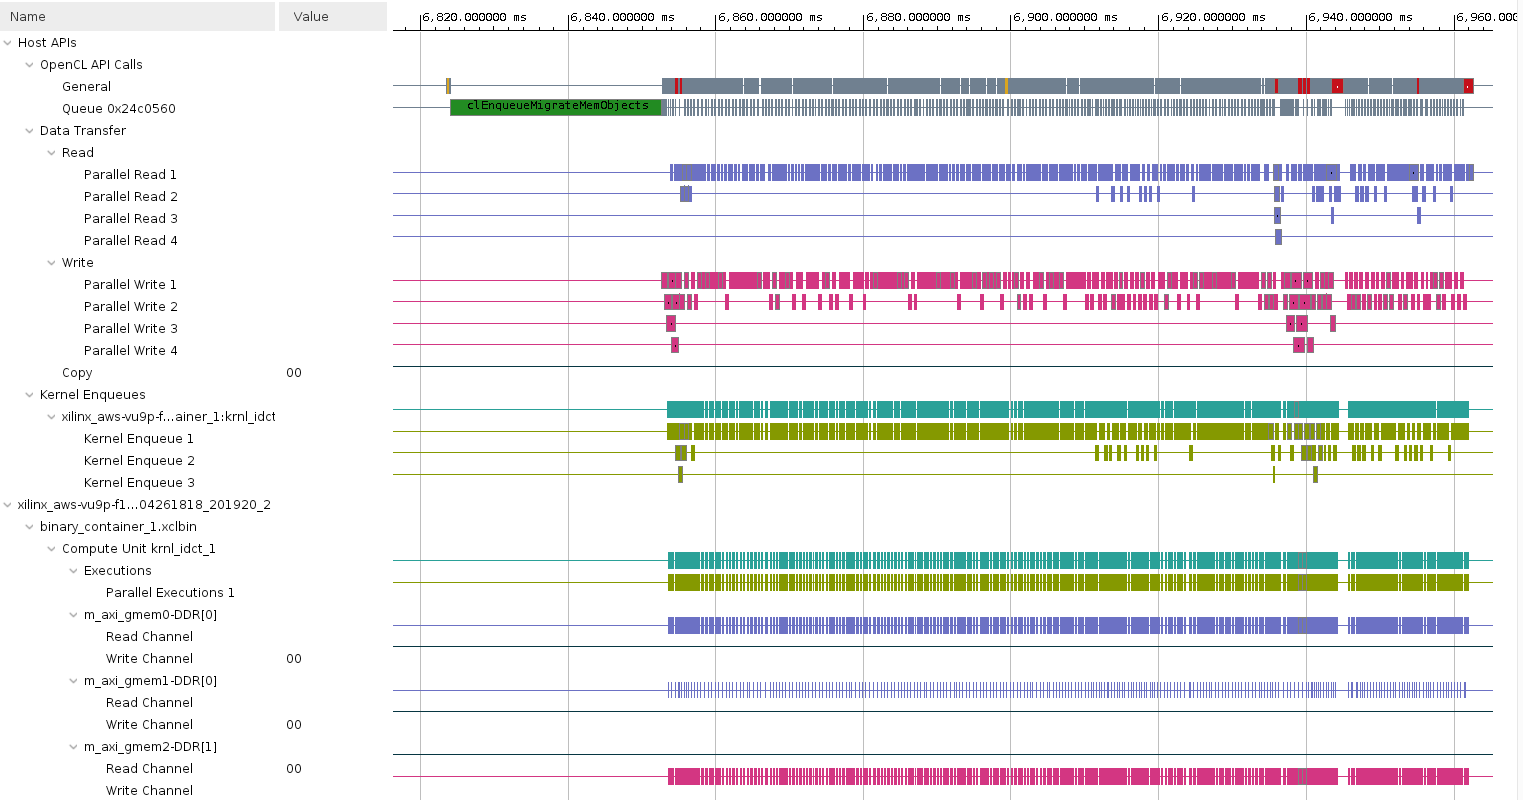 Name Value
6,820.000000 ms 6,840.000000 ms 6,860.000000 ms 6,880.000000 ms 6,900.000000 ms 6,920.000000 ms 6,940.000000 ms 6,960.000
Host APIs
OpenCL API Calls
General
Queue 0x24c0560 clEnqueueMigrateMemObjects
Data Transfer
Read
Parallel Read 1
Parallel Read 2
Parallel Read 3
Parallel Read 4
Write
Parallel Write 1
Parallel Write 2
Parallel Write 3
Parallel Write 4
Copy 00
Kernel Enqueues
xilinx_aws-vu9p-f...ainer_1:krnl_idct
Kernel Enqueue 1
Kernel Enqueue 2
Kernel Enqueue 3
xilinx_aws-vu9p-f1...04261818_201920_2
binary_container_1.xclbin
Compute Unit krnl_idct_1
Executions
Parallel Executions 1
m_axi_gmem0-DDR[0]
Read Channel
Write Channel 00
m_axi_gmem1-DDR[0]
Read Channel
Write Channel 00
m_axi_gmem2-DDR[1]
Read Channel 00
Write Channel